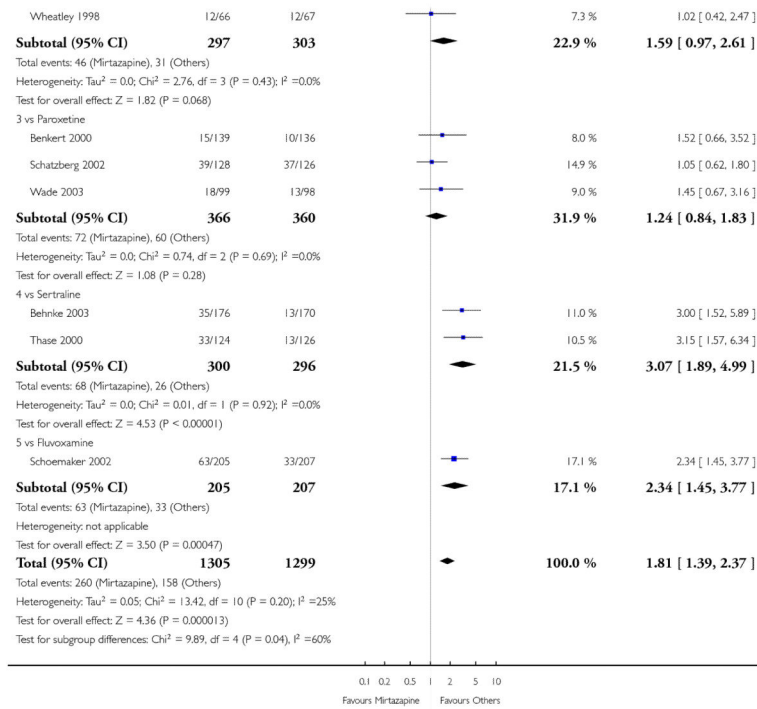 Wheatley 1998 12/66 12/67 7.3 % 1.02 [ 0.42, 2.47 ]
Subtotal (95% CI) 297 303 22.9 % 1.59 [ 0.97, 2.61 ]
Total events: 46 (Mirtazapine), 31 (Others)
Heterogeneity: Tau² = 0.0; Chi² = 2.76, df = 3 (P = 0.43); I² =0.0%
Test for overall effect: Z = 1.82 (P = 0.068)
3 vs Paroxetine
Benkert 2000 15/139 10/136 8.0 % 1.52 [ 0.66, 3.52 ]
Schatzberg 2002 39/128 37/126 14.9 % 1.05 [ 0.62, 1.80 ]
Wade 2003 18/99 13/98 9.0 % 1.45 [ 0.67, 3.16 ]
Subtotal (95% CI) 366 360 31.9 % 1.24 [ 0.84, 1.83 ]
Total events: 72 (Mirtazapine), 60 (Others)
Heterogeneity: Tau² = 0.0; Chi² = 0.74, df = 2 (P = 0.69); I² =0.0%
Test for overall effect: Z = 1.08 (P = 0.28)
4 vs Sertraline
Behnke 2003 35/176 13/170 11.0 % 3.00 [ 1.52, 5.89 ]
Thase 2000 33/124 13/126 10.5 % 3.15 [ 1.57, 6.34 ]
Subtotal (95% CI) 300 296 21.5 % 3.07 [ 1.89, 4.99 ]
Total events: 68 (Mirtazapine), 26 (Others)
Heterogeneity: Tau² = 0.0; Chi² = 0.01, df = 1 (P = 0.92); I² =0.0%
Test for overall effect: Z = 4.53 (P < 0.00001)
5 vs Fluvoxamine
Schoemaker 2002 63/205 33/207 17.1 % 2.34 [ 1.45, 3.77 ]
Subtotal (95% CI) 205 207 17.1 % 2.34 [ 1.45, 3.77 ]
Total events: 63 (Mirtazapine), 33 (Others)
Heterogeneity: not applicable
Test for overall effect: Z = 3.50 (P = 0.00047)
Total (95% CI) 1305 1299 100.0 % 1.81 [ 1.39, 2.37 ]
Total events: 260 (Mirtazapine), 158 (Others)
Heterogeneity: Tau² = 0.05; Chi² = 13.42, df = 10 (P = 0.20); I² =25%
Test for overall effect: Z = 4.36 (P = 0.000013)
Test for subgroup differences: Chi² = 9.89, df = 4 (P = 0.04), I² =60%
0.1 0.2 0.5 1 2 5 10
Favours Mirtazapine Favours Others